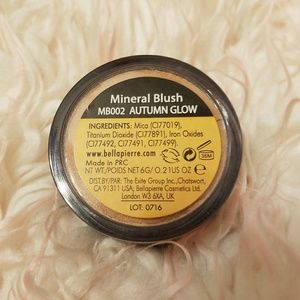 Mineral Blush
MB002 AUTUMN GLOW
INGREDIENTS: Mica (CI77019),
Titanium Dioxide (CI77891), Iron Oxides
(CI77492, CI77491, CI77499).
www.bellapierre.com
Made in PRC
36M
NT.WT./POIDS NET 6G/ 0.21US OZ
DIST.BY/PAR: The Exite Group Inc., Chatswort,
CA 91311 USA, Bellapierre Cosmetics Ltd.
London W3 6XA, UK
LOT: 0716